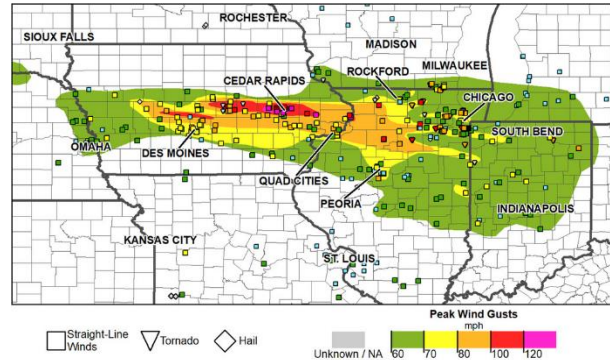 ROCHESTER
SIOUX FALLS
MADISON
MILWAUKEE
ROCKFORD
CEDAR RAPIDS
CHICAGO
SOUTH BEND
OMAHA
DES MOINES
QUAD CITIES
PEORIA
INDIANAPOLIS
KANSAS CITY
ST. LOUIS
Straight-Line
Winds
Tornado
Hail
Peak Wind Gusts
mph
Unknown / NA
60 70 80 100 120